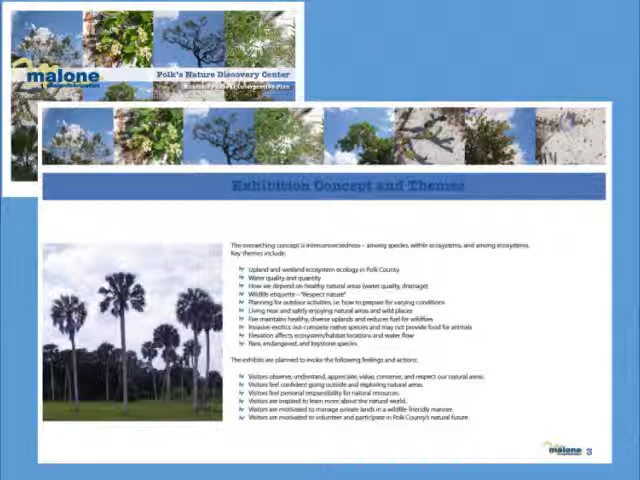 malone
Polk's Nature Discovery Center
Exhibition Concept and Themes
The overarching concept is interconnectedness – among species, within ecosystems, and among ecosystems.
Key themes include:
Upland and wetland ecosystem ecology in Polk County
Water quality and quantity
How we depend on healthy natural areas (water quality, drainage)
Wildlife etiquette – "Respect nature"
Planning for outdoor activities, on how to prepare for varying conditions
Living near and safely enjoying natural areas and wild places
Fire maintains healthy, diverse uplands and reduces fuel for wildfires
Invasive exotics out-compete native species and may not provide food for animals
Elevation affects ecosystem/habitat locations and water flow
Rare, endangered, and keystone species
The exhibits are planned to evoke the following feelings and actions:
Visitors observe, understand, appreciate, value, conserve, and respect our natural areas.
Visitors feel confident going outside and exploring natural areas.
Visitors feel personal responsibility for natural resources.
Visitors are inspired to learn more about the natural world.
Visitors are motivated to manage private lands in a wildlife-friendly manner.
Visitors are motivated to volunteer and participate in Polk County's natural future.
malone 3